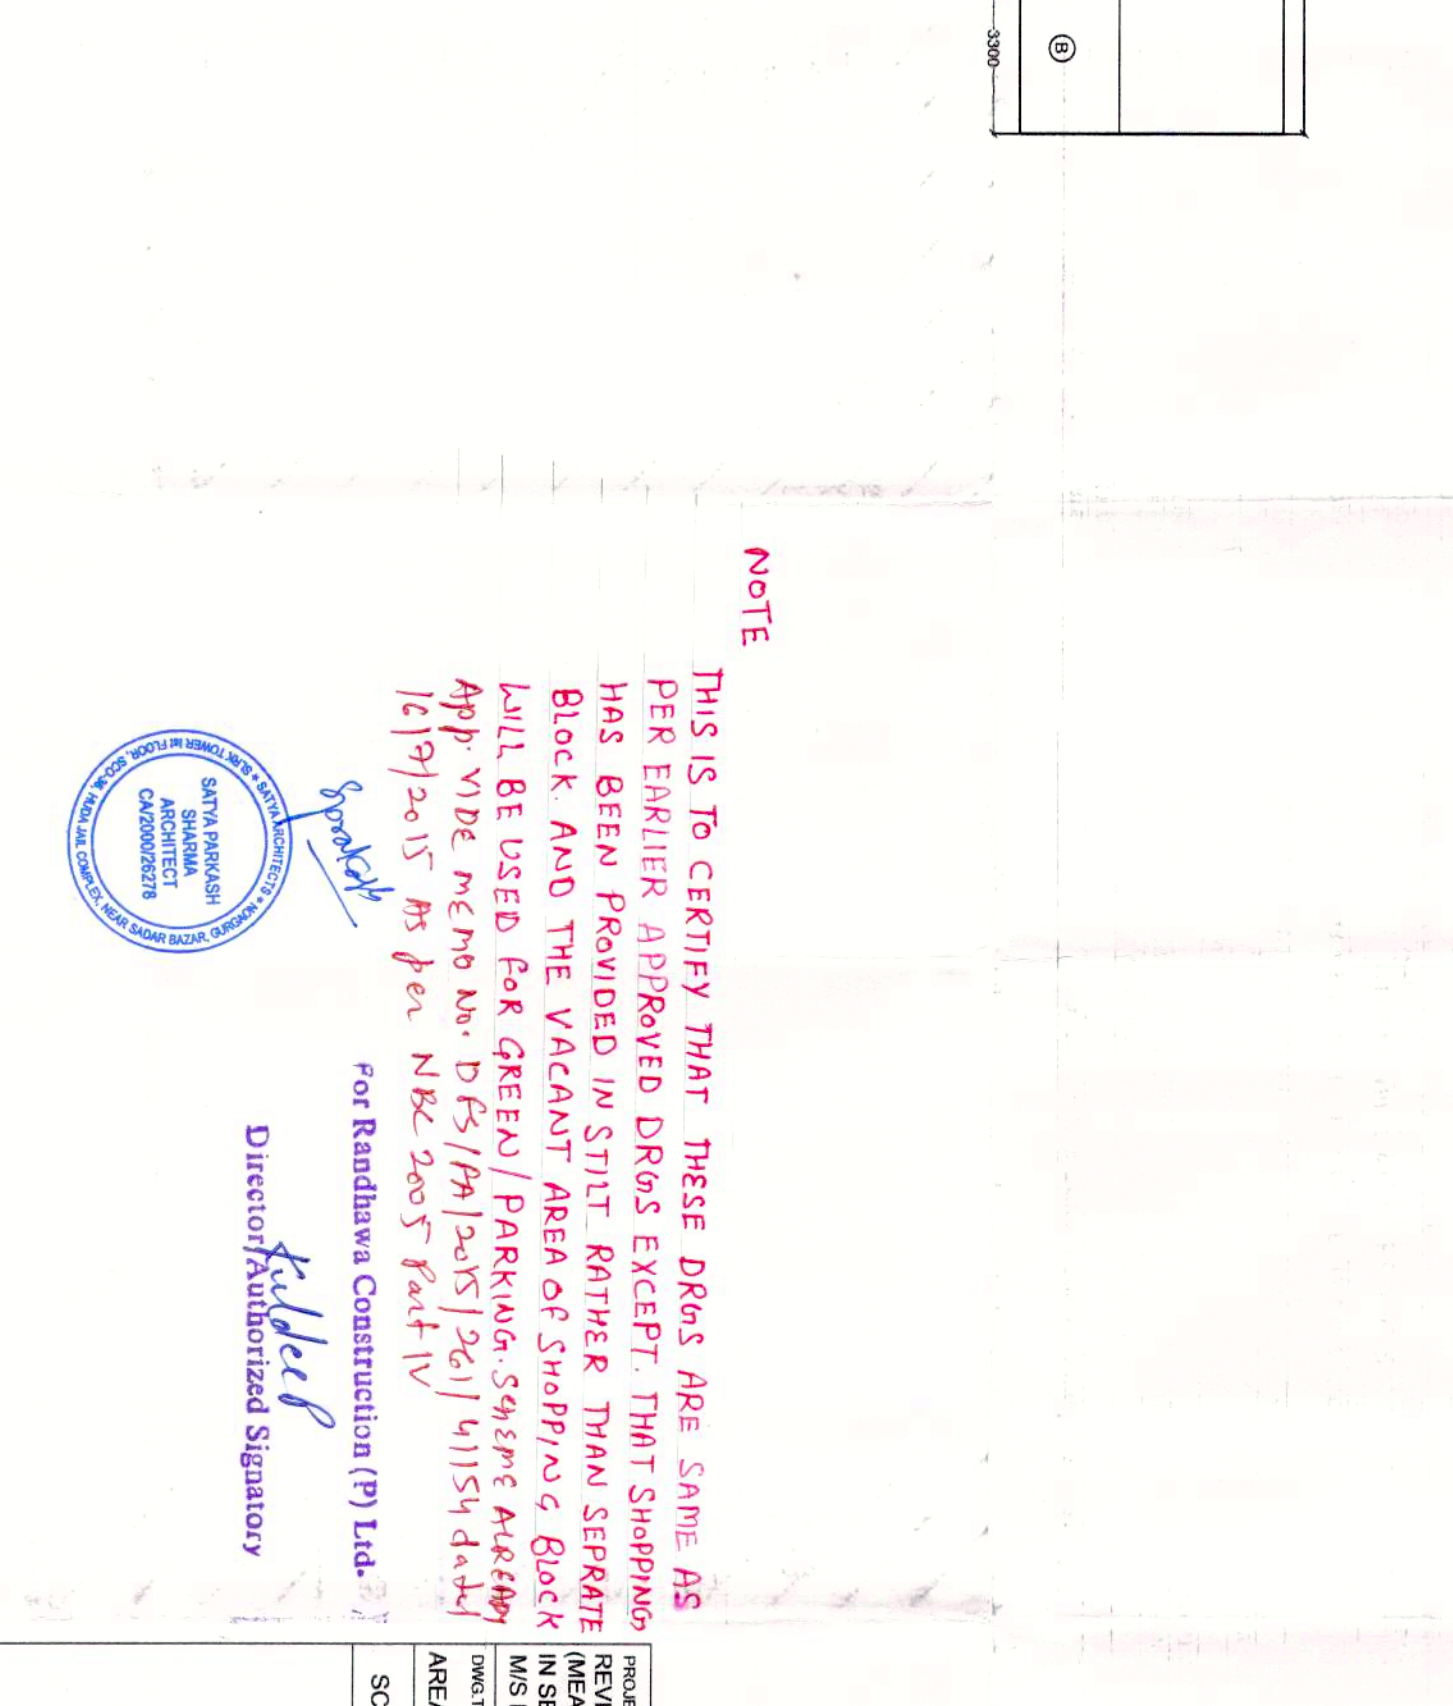 3300
B
NOTE
THIS IS TO CERTIFY THAT THESE DRGS ARE SAME AS
PER EARLIER APPROVED DRGS EXCEPT. THAT SHOPPING
HAS BEEN PROVIDED IN STILT RATHER THAN SEPRATE
BLOCK. AND THE VACANT AREA OF SHOPPING BLOCK
WILL BE USED FOR GREEN/PARKING. SCHEME ALREADY
App. VIDE MEMO No. DFS/PA/2015/261/41154 dated
16/7/2015 AS per NBC 2005 Part IV
Sprakash
★ SATYA ARCHITECTS ★ SLRK TOWER Ist FLOOR, SCO-36, HUDA JAIL COMPLEX, NEAR SADAR BAZAR, GURGAON
SATYA PARKASH
SHARMA
ARCHITECT
CA/2000/26278
For Randhawa Construction (P) Ltd.
Kuldeep
Director/Authorized Signatory
PROJE
REVI
(MEA
IN SE
M/S
DWG.T
AREA
SC